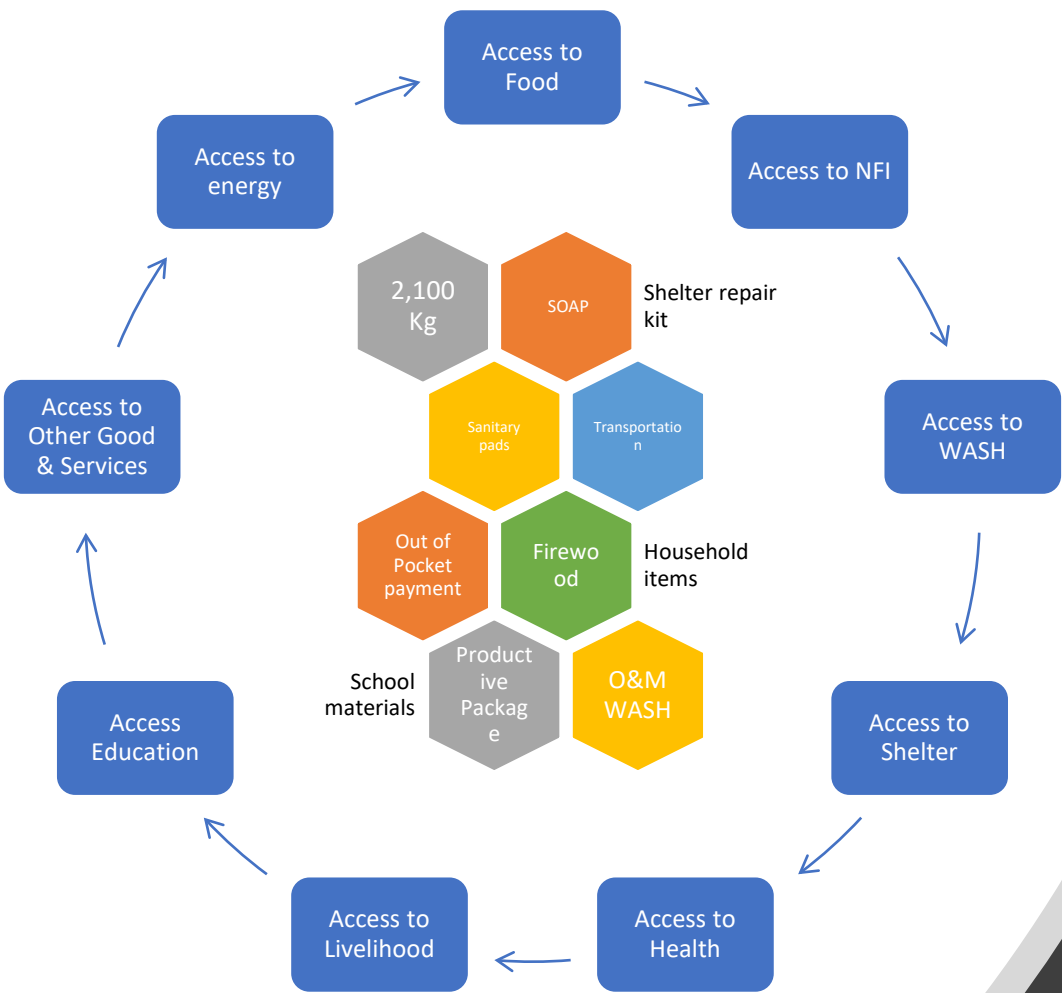 Access to
Food
Access to NFI
Access to
WASH
Access to
Shelter
Access to
Health
Access to
Livelihood
Access
Education
Access to
Other Good
& Services
Access to
energy
2,100
Kg
SOAP
Shelter repair
kit
Sanitary
pads
Transportatio
n
Out of
Pocket
payment
Firewo
od
Household
items
School
materials
Product
ive
Packag
e
O&M
WASH